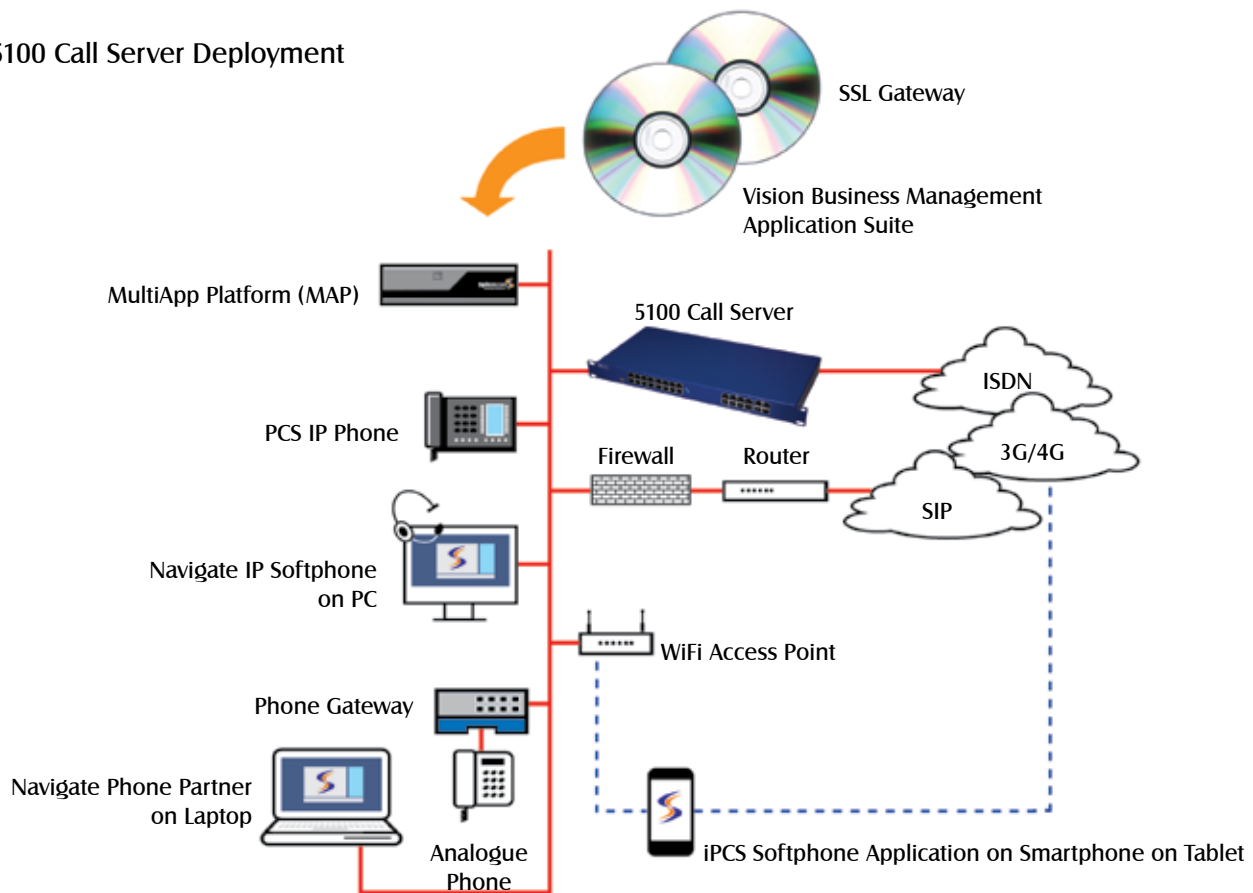 5100 Call Server Deployment
SSL Gateway
Vision Business Management
Application Suite
MultiApp Platform (MAP)
5100 Call Server
ISDN
PCS IP Phone
Firewall
Router
3G/4G
SIP
Navigate IP Softphone
on PC
WiFi Access Point
Phone Gateway
Navigate Phone Partner
on Laptop
Analogue
Phone
iPCS Softphone Application on Smartphone on Tablet